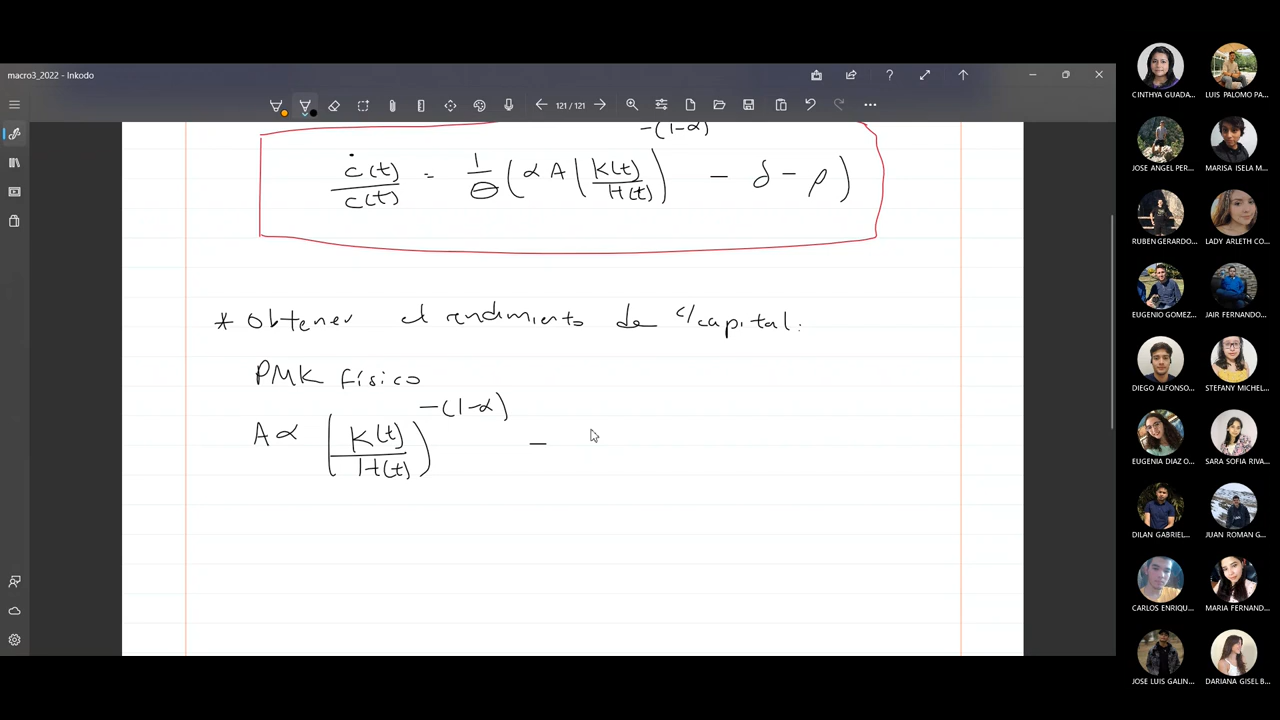 macro3_2022 - Inkodo
121 / 121
-(1-α)
ċ(t)/c(t) = 1/θ (αA (K(t)/H(t)) - δ - ρ)
* Obtener el rendimiento de c/capital:
PMK físico
Aα (K(t)/H(t))^-(1-α) -
CINTHYA GUADA...
LUIS PALOMO PA...
JOSE ANGEL PER...
MARISA ISELA M...
RUBEN GERARDO...
LADY ARLETH CO...
EUGENIO GOMEZ...
JAIR FERNANDO...
DIEGO ALFONSO...
STEFANY MICHEL...
EUGENIA DIAZ O...
SARA SOFIA RIVA...
DILAN GABRIEL...
JUAN ROMAN G...
CARLOS ENRIQU...
MARIA FERNAND...
JOSE LUIS GALIN...
DARIANA GISEL B...